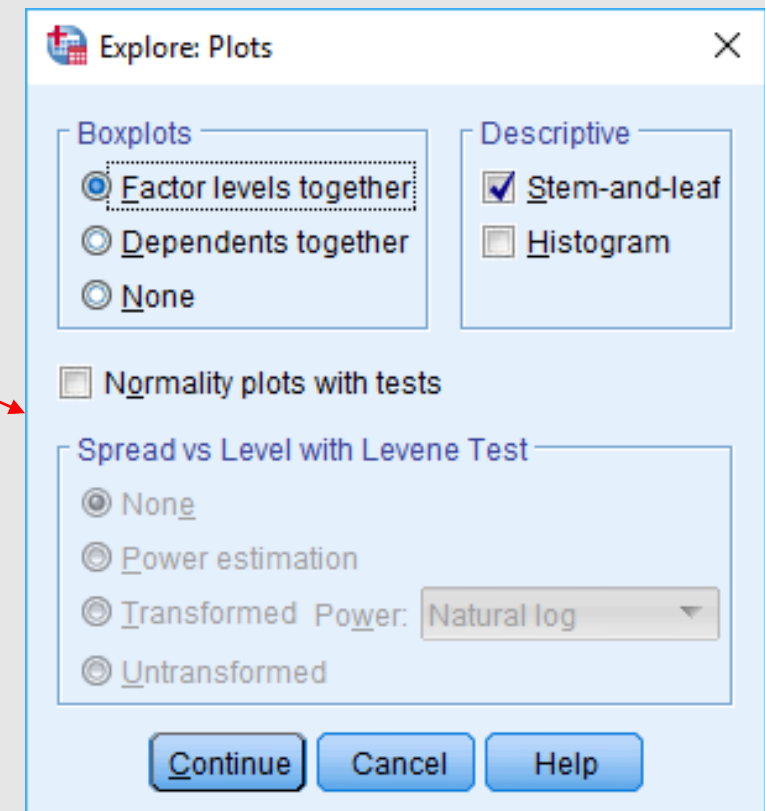 Explore: Plots
Boxplots
Factor levels together
Dependents together
None
Descriptive
Stem-and-leaf
Histogram
Normality plots with tests
Spread vs Level with Levene Test
None
Power estimation
Transformed Power: Natural log
Untransformed
Continue Cancel Help